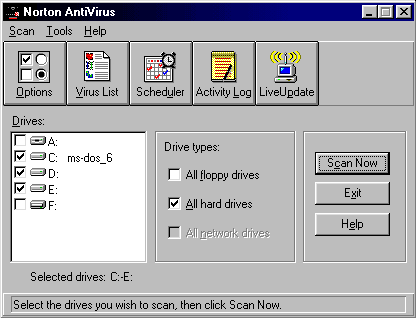 Norton AntiVirus
Scan Tools Help
Options Virus List Scheduler Activity Log LiveUpdate
Drives:
A:
C: ms-dos_6
D:
E:
F:
Drive types:
All floppy drives
All hard drives
All network drives
Scan Now
Exit
Help
Selected drives: C:-E:
Select the drives you wish to scan, then click Scan Now.